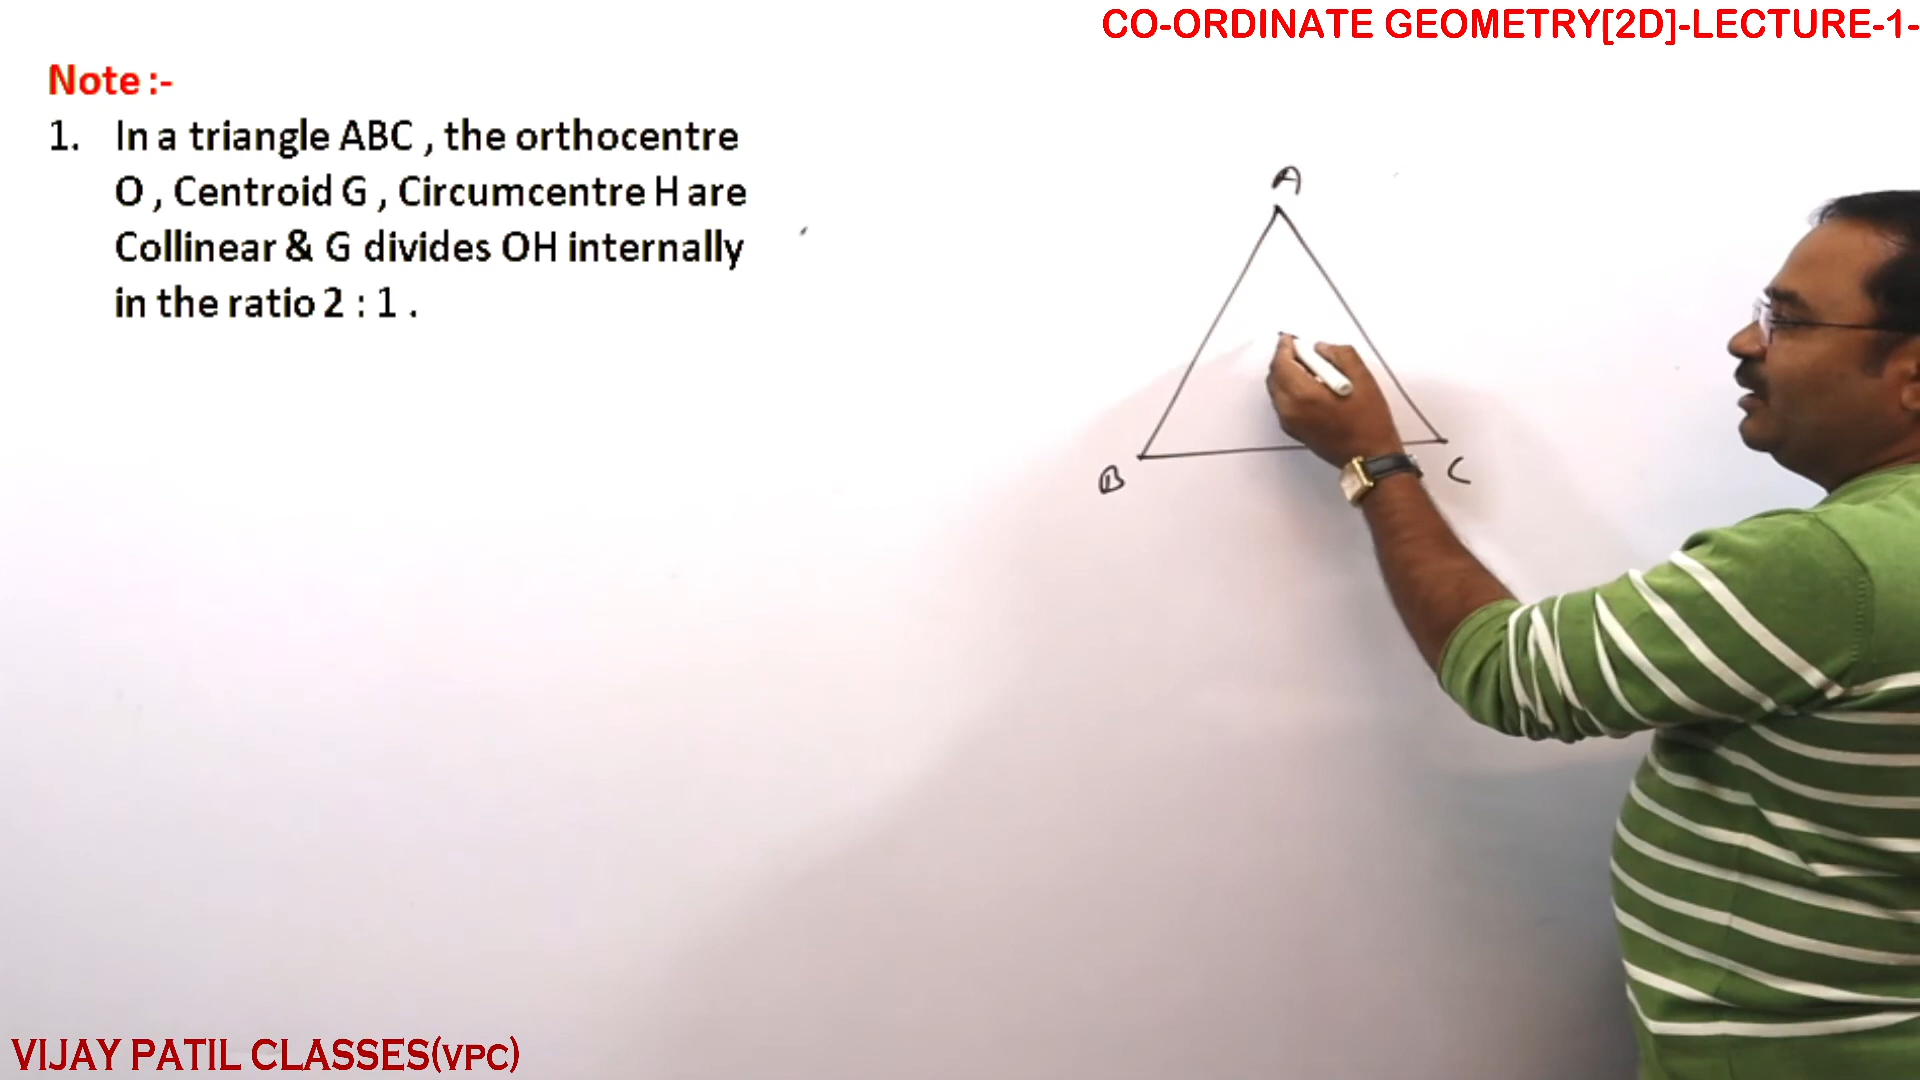 CO-ORDINATE GEOMETRY[2D]-LECTURE-1-
Note :-
1. In a triangle ABC , the orthocentre
O , Centroid G , Circumcentre H are
Collinear & G divides OH internally
in the ratio 2 : 1 .
A
B
C
VIJAY PATIL CLASSES(VPC)